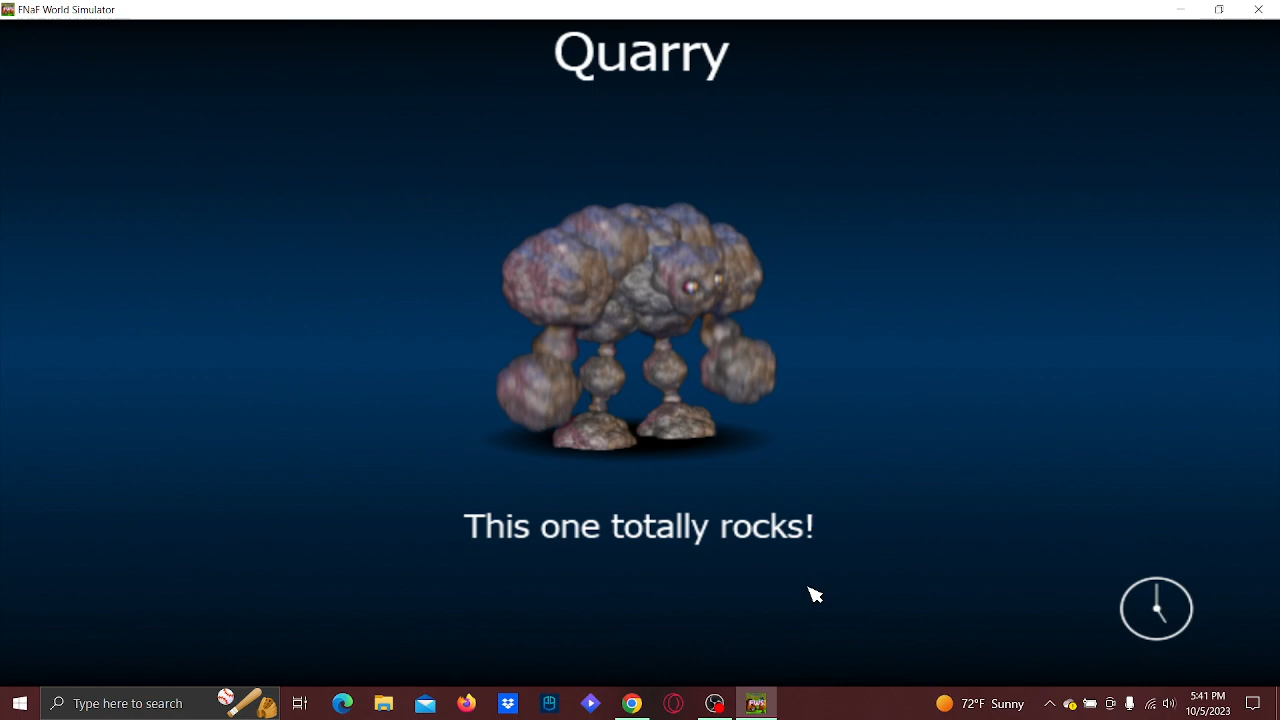 FNaF World Simulator
Quarry
This one totally rocks!
Type here to search
72°F Sunny
5:41 PM
10/5/2023